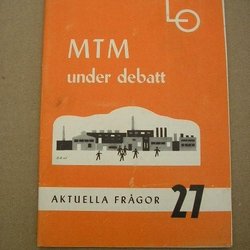 LO
MTM
under debatt
AKTUELLA FRÅGOR 27